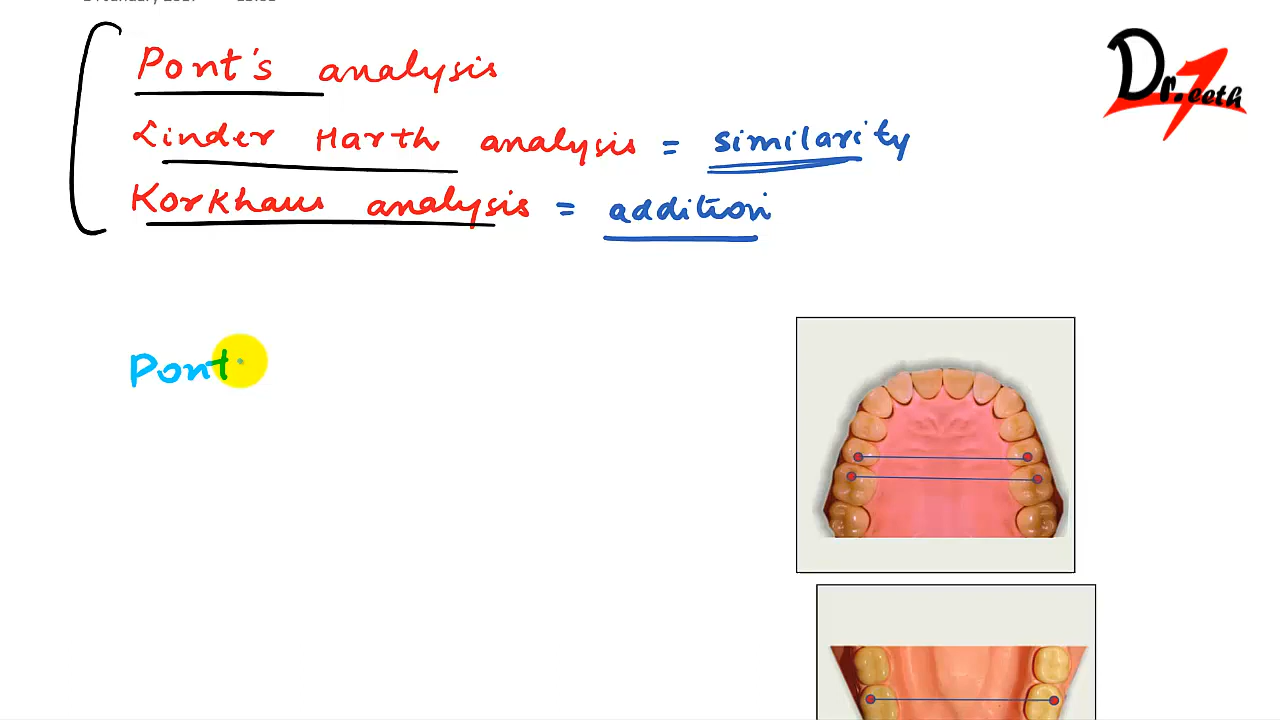 Pont's analysis
Linder Harth analysis = similarity
Korkhaus analysis = addition
Pont
Dr.Teeth